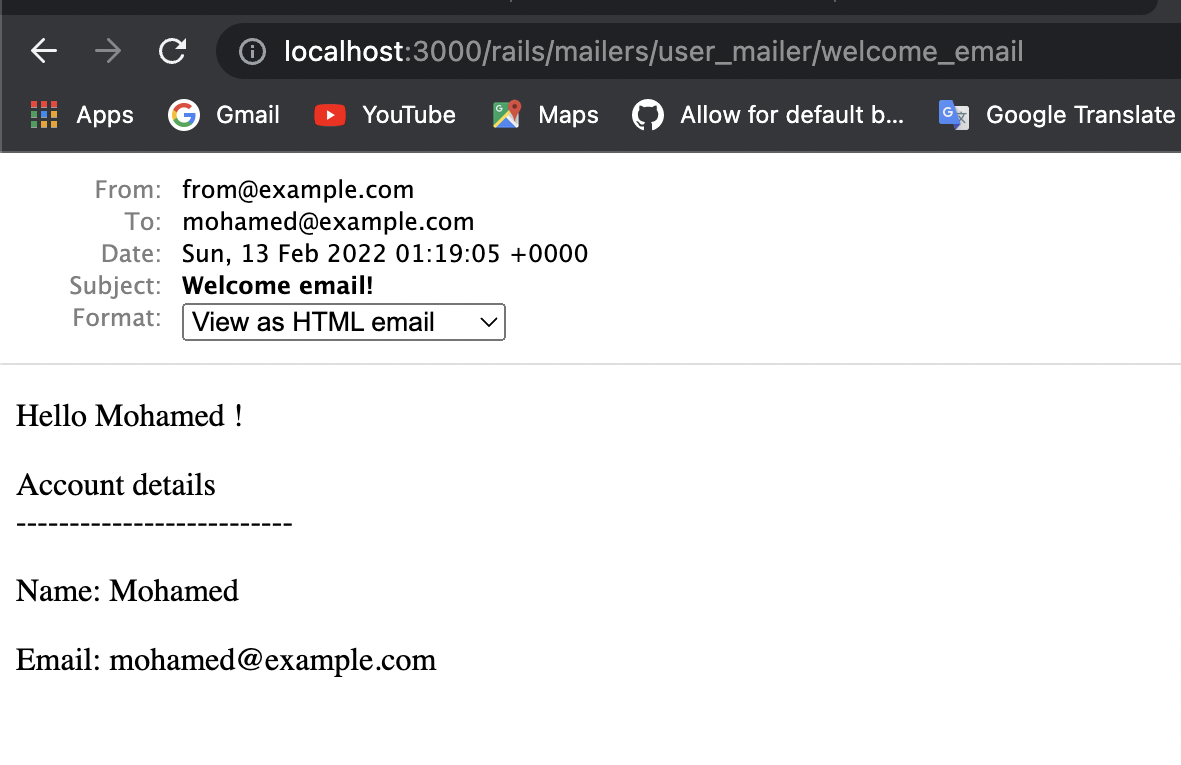 localhost:3000/rails/mailers/user_mailer/welcome_email
Apps Gmail YouTube Maps Allow for default b... Google Translate
From: from@example.com
To: mohamed@example.com
Date: Sun, 13 Feb 2022 01:19:05 +0000
Subject: Welcome email!
Format: View as HTML email
Hello Mohamed !
Account details
--------------------------
Name: Mohamed
Email: mohamed@example.com